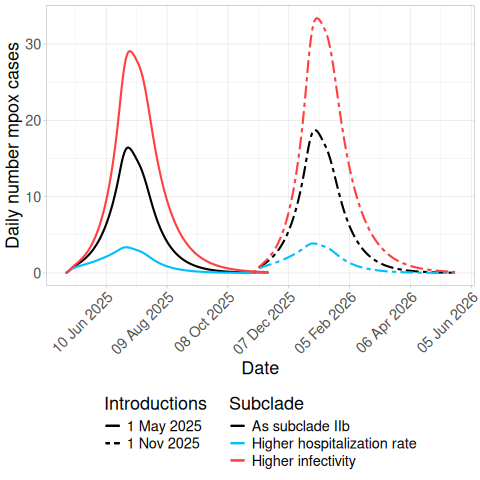 Daily number mpox cases
30
20
10
0
10 Jun 2025
09 Aug 2025
08 Oct 2025
07 Dec 2025
05 Feb 2026
06 Apr 2026
05 Jun 2026
Date
Introductions
1 May 2025
1 Nov 2025
Subclade
As subclade IIb
Higher hospitalization rate
Higher infectivity